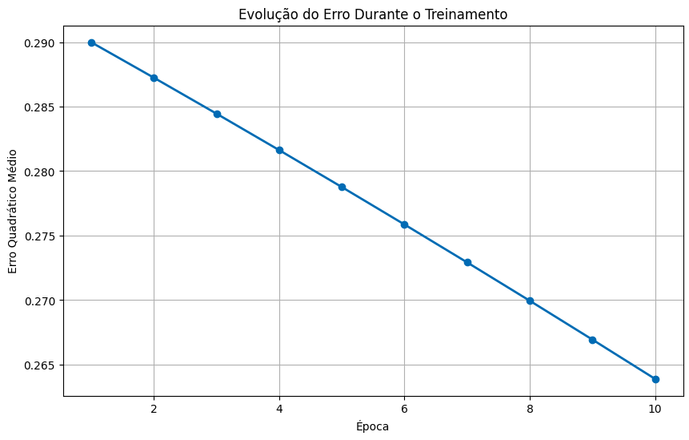 Evolução do Erro Durante o Treinamento
Erro Quadrático Médio
0.290
0.285
0.280
0.275
0.270
0.265
2 4 6 8 10
Época